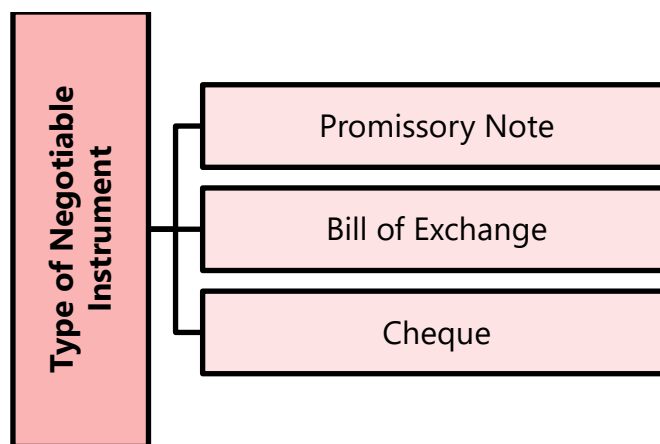 Type of Negotiable
Instrument
Promissory Note
Bill of Exchange
Cheque